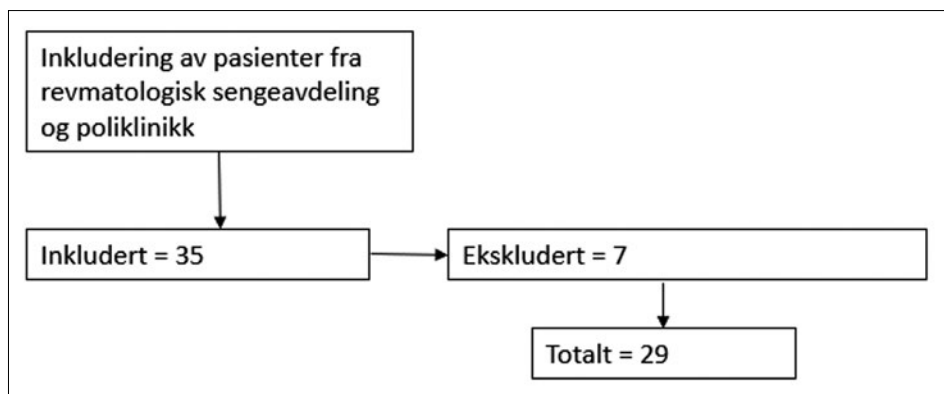 Inkludering av pasienter fra
revmatologisk sengeavdeling
og poliklinikk
Inkludert = 35
Ekskludert = 7
Totalt = 29